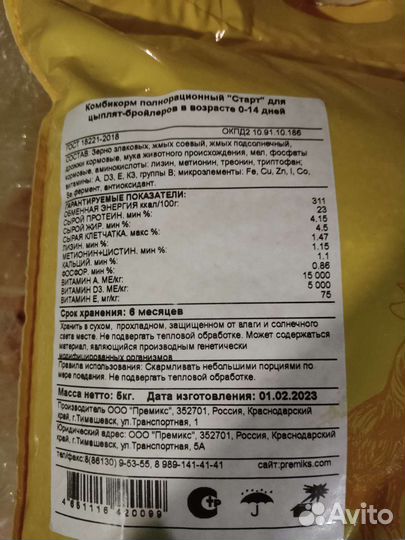 Комбикорм полнорационный "Старт" для
цыплят-бройлеров в возрасте 0-14 дней
ГОСТ 18221-2018 ОКПД2 10.91.10.186
СОСТАВ: Зерно злаковых, жмых соевый, жмых подсолнечный,
дрожжи кормовые, мука животного происхождения, мел, фосфаты
кормовые, аминокислоты: лизин, метионин, треонин, триптофан;
витамины: А, D3, Е, К3, группы В; микроэлементы: Fe, Cu, Zn, I, Co,
Se фермент, антиоксидант.
ГАРАНТИРУЕМЫЕ ПОКАЗАТЕЛИ:
ОБМЕННАЯ ЭНЕРГИЯ ккал/100г: 311
СЫРОЙ ПРОТЕИН. мин %: 23
СЫРОЙ ЖИР. мин %: 4.15
СЫРАЯ КЛЕТЧАТКА. макс %: 4.5
ЛИЗИН. мин %: 1.47
МЕТИОНИН+ЦИСТИН. мин %: 1.15
КАЛЬЦИЙ. мин %: 1.1
ФОСФОР. мин %: 0.86
ВИТАМИН А. МЕ/кг: 15 000
ВИТАМИН D3. МЕ/кг: 5 000
ВИТАМИН Е, мг/кг: 75
Срок хранения: 6 месяцев
Хранить в сухом, прохладном, защищенном от влаги и солнечного
света месте. Не подвергать тепловой обработке. Может содержаться
материал, являющийся производным генетически
модифицированных организмов
Правила использования: Скармливать небольшими порциями по
мере поедания. Не подвергать тепловой обработке.
Масса нетто: 5кг. Дата изготовления: 01.02.2023
Производитель ООО "Премикс", 352701, Россия, Краснодарский
край, г.Тимашевск, ул.Транспортная, 1
Юридический адрес: ООО "Премикс", 352701, Россия, Краснодарский
край, г.Тимашевск, ул.Транспортная, 5А
Тел/факс:8(86130) 9-53-55, 8 989-141-41-41 сайт:premiks.com
4 681116 420099
Avito